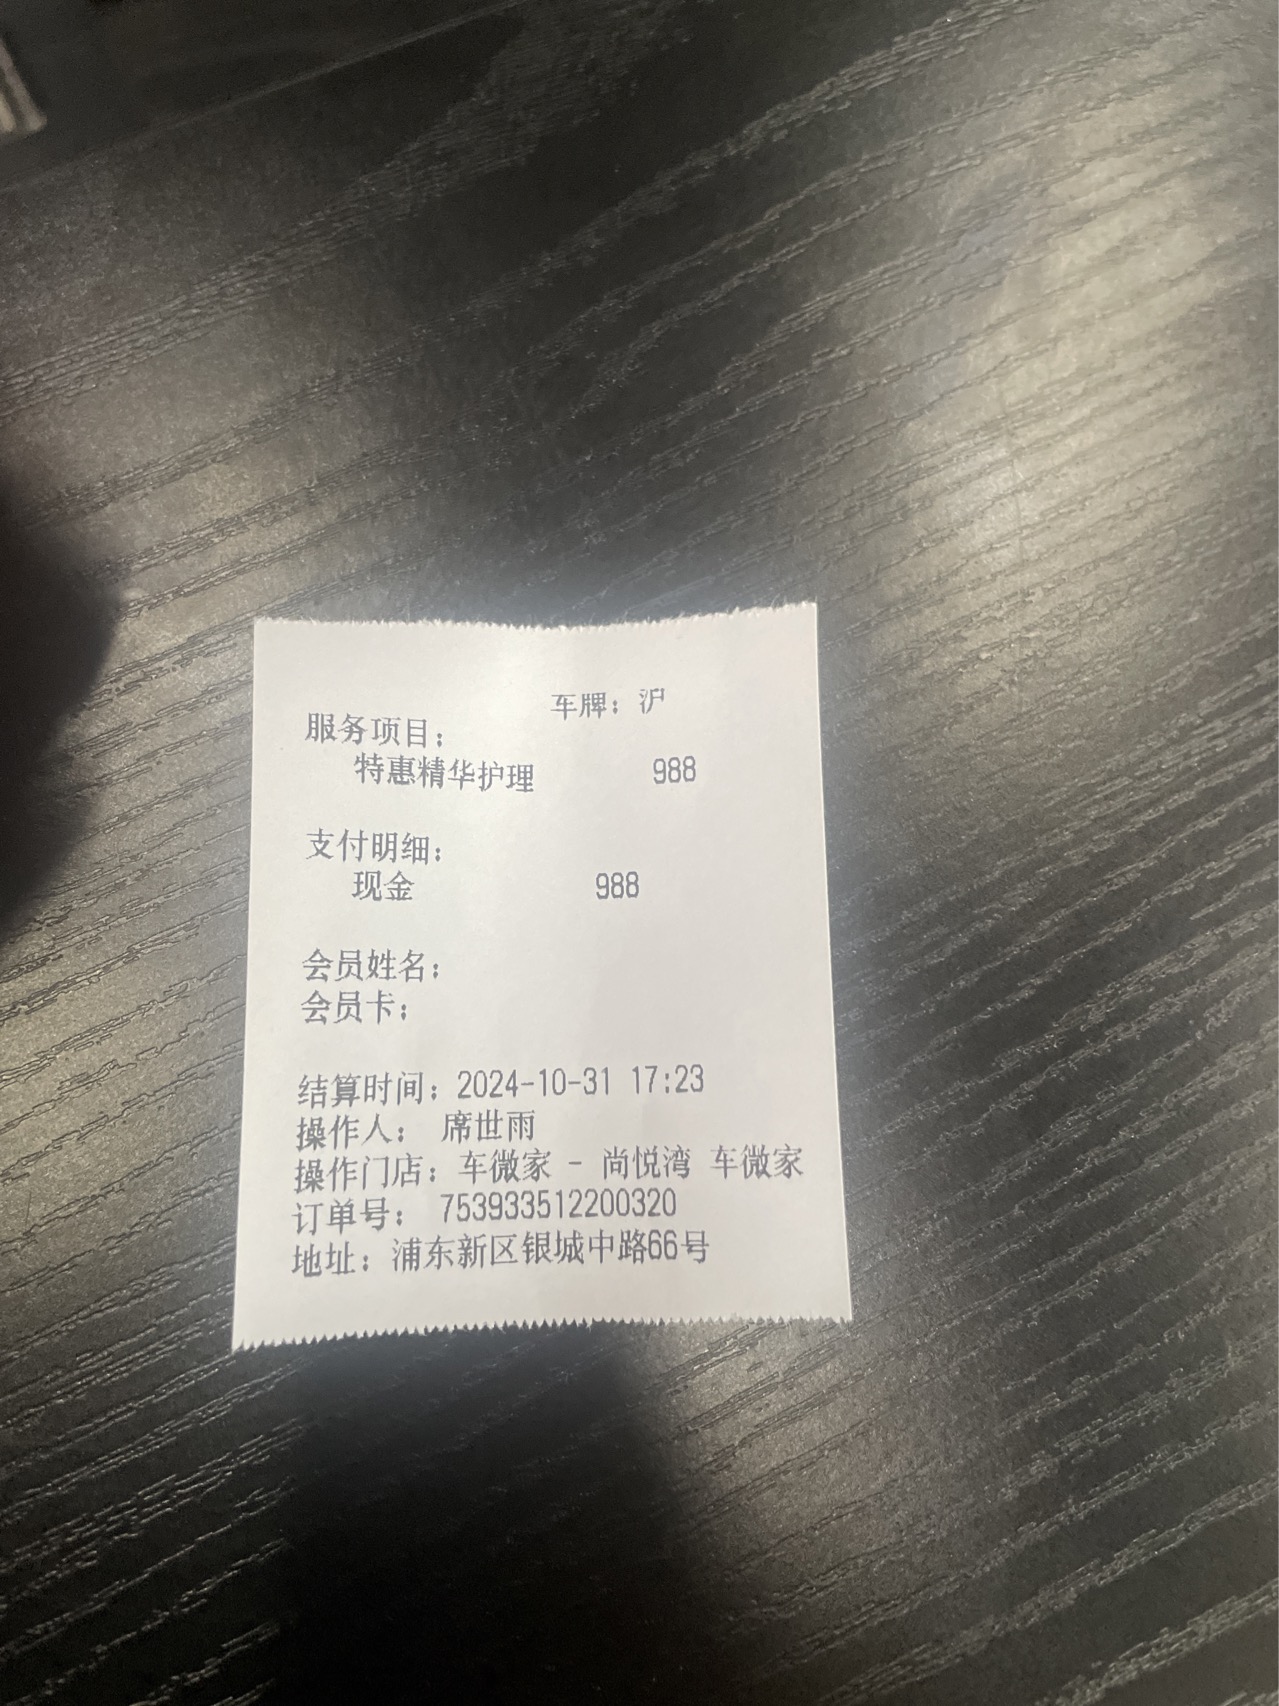 车牌：沪
服务项目：
特惠精华护理 988
支付明细：
现金 988
会员姓名：
会员卡：
结算时间：2024-10-31 17:23
操作人： 席世雨
操作门店：车微家 - 尚悦湾 车微家
订单号： 753933512200320
地址：浦东新区银城中路66号